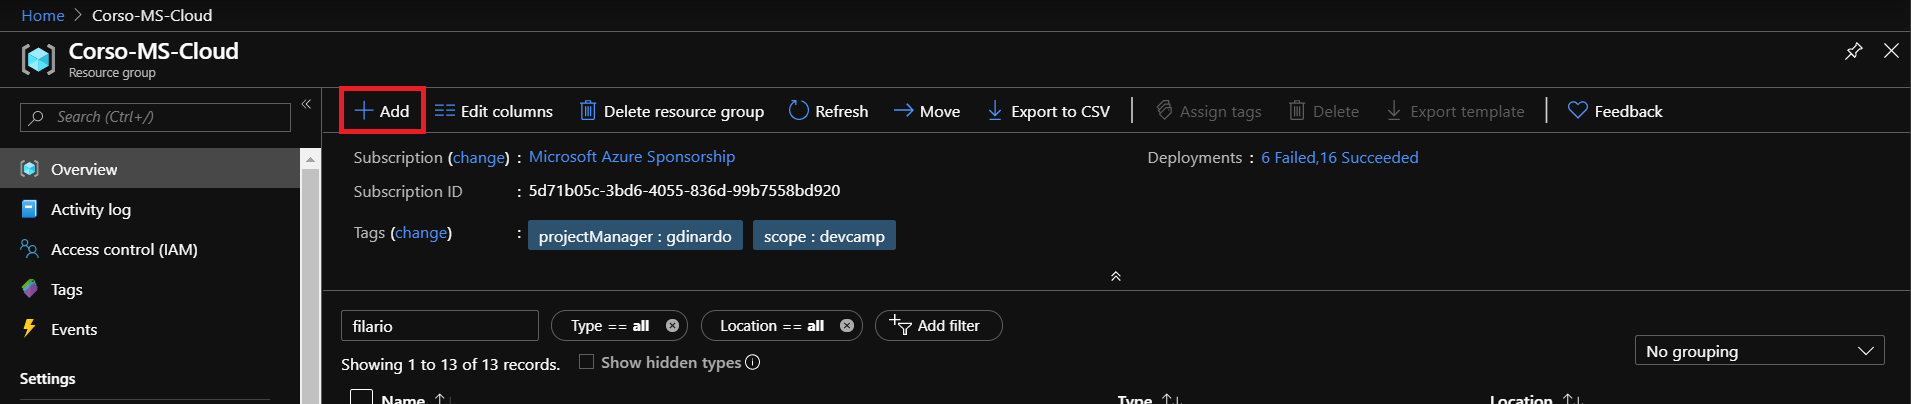 Home > Corso-MS-Cloud
Corso-MS-Cloud
Resource group
Search (Ctrl+/)
«
Overview
Activity log
Access control (IAM)
Tags
Events
Settings
Add
Edit columns
Delete resource group
Refresh
Move
Export to CSV
Assign tags
Delete
Export template
Feedback
Subscription (change) : Microsoft Azure Sponsorship
Subscription ID : 5d71b05c-3bd6-4055-836d-99b7558bd920
Tags (change) : projectManager : gdinardo scope : devcamp
Deployments : 6 Failed,16 Succeeded
filario
Type == all
Location == all
Add filter
Showing 1 to 13 of 13 records.
Show hidden types
No grouping
Name
Type
Location